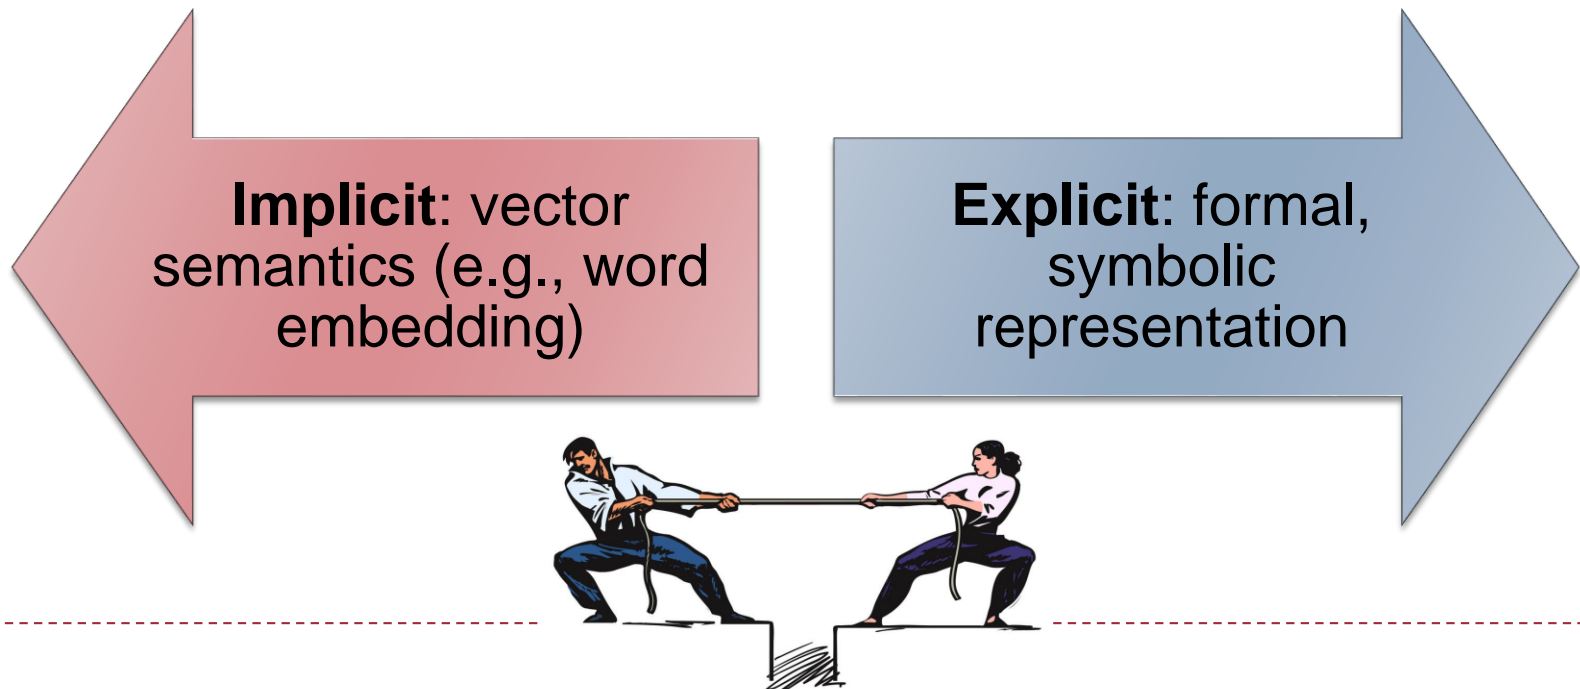 Implicit: vector
semantics (e.g., word
embedding)
Explicit: formal,
symbolic
representation